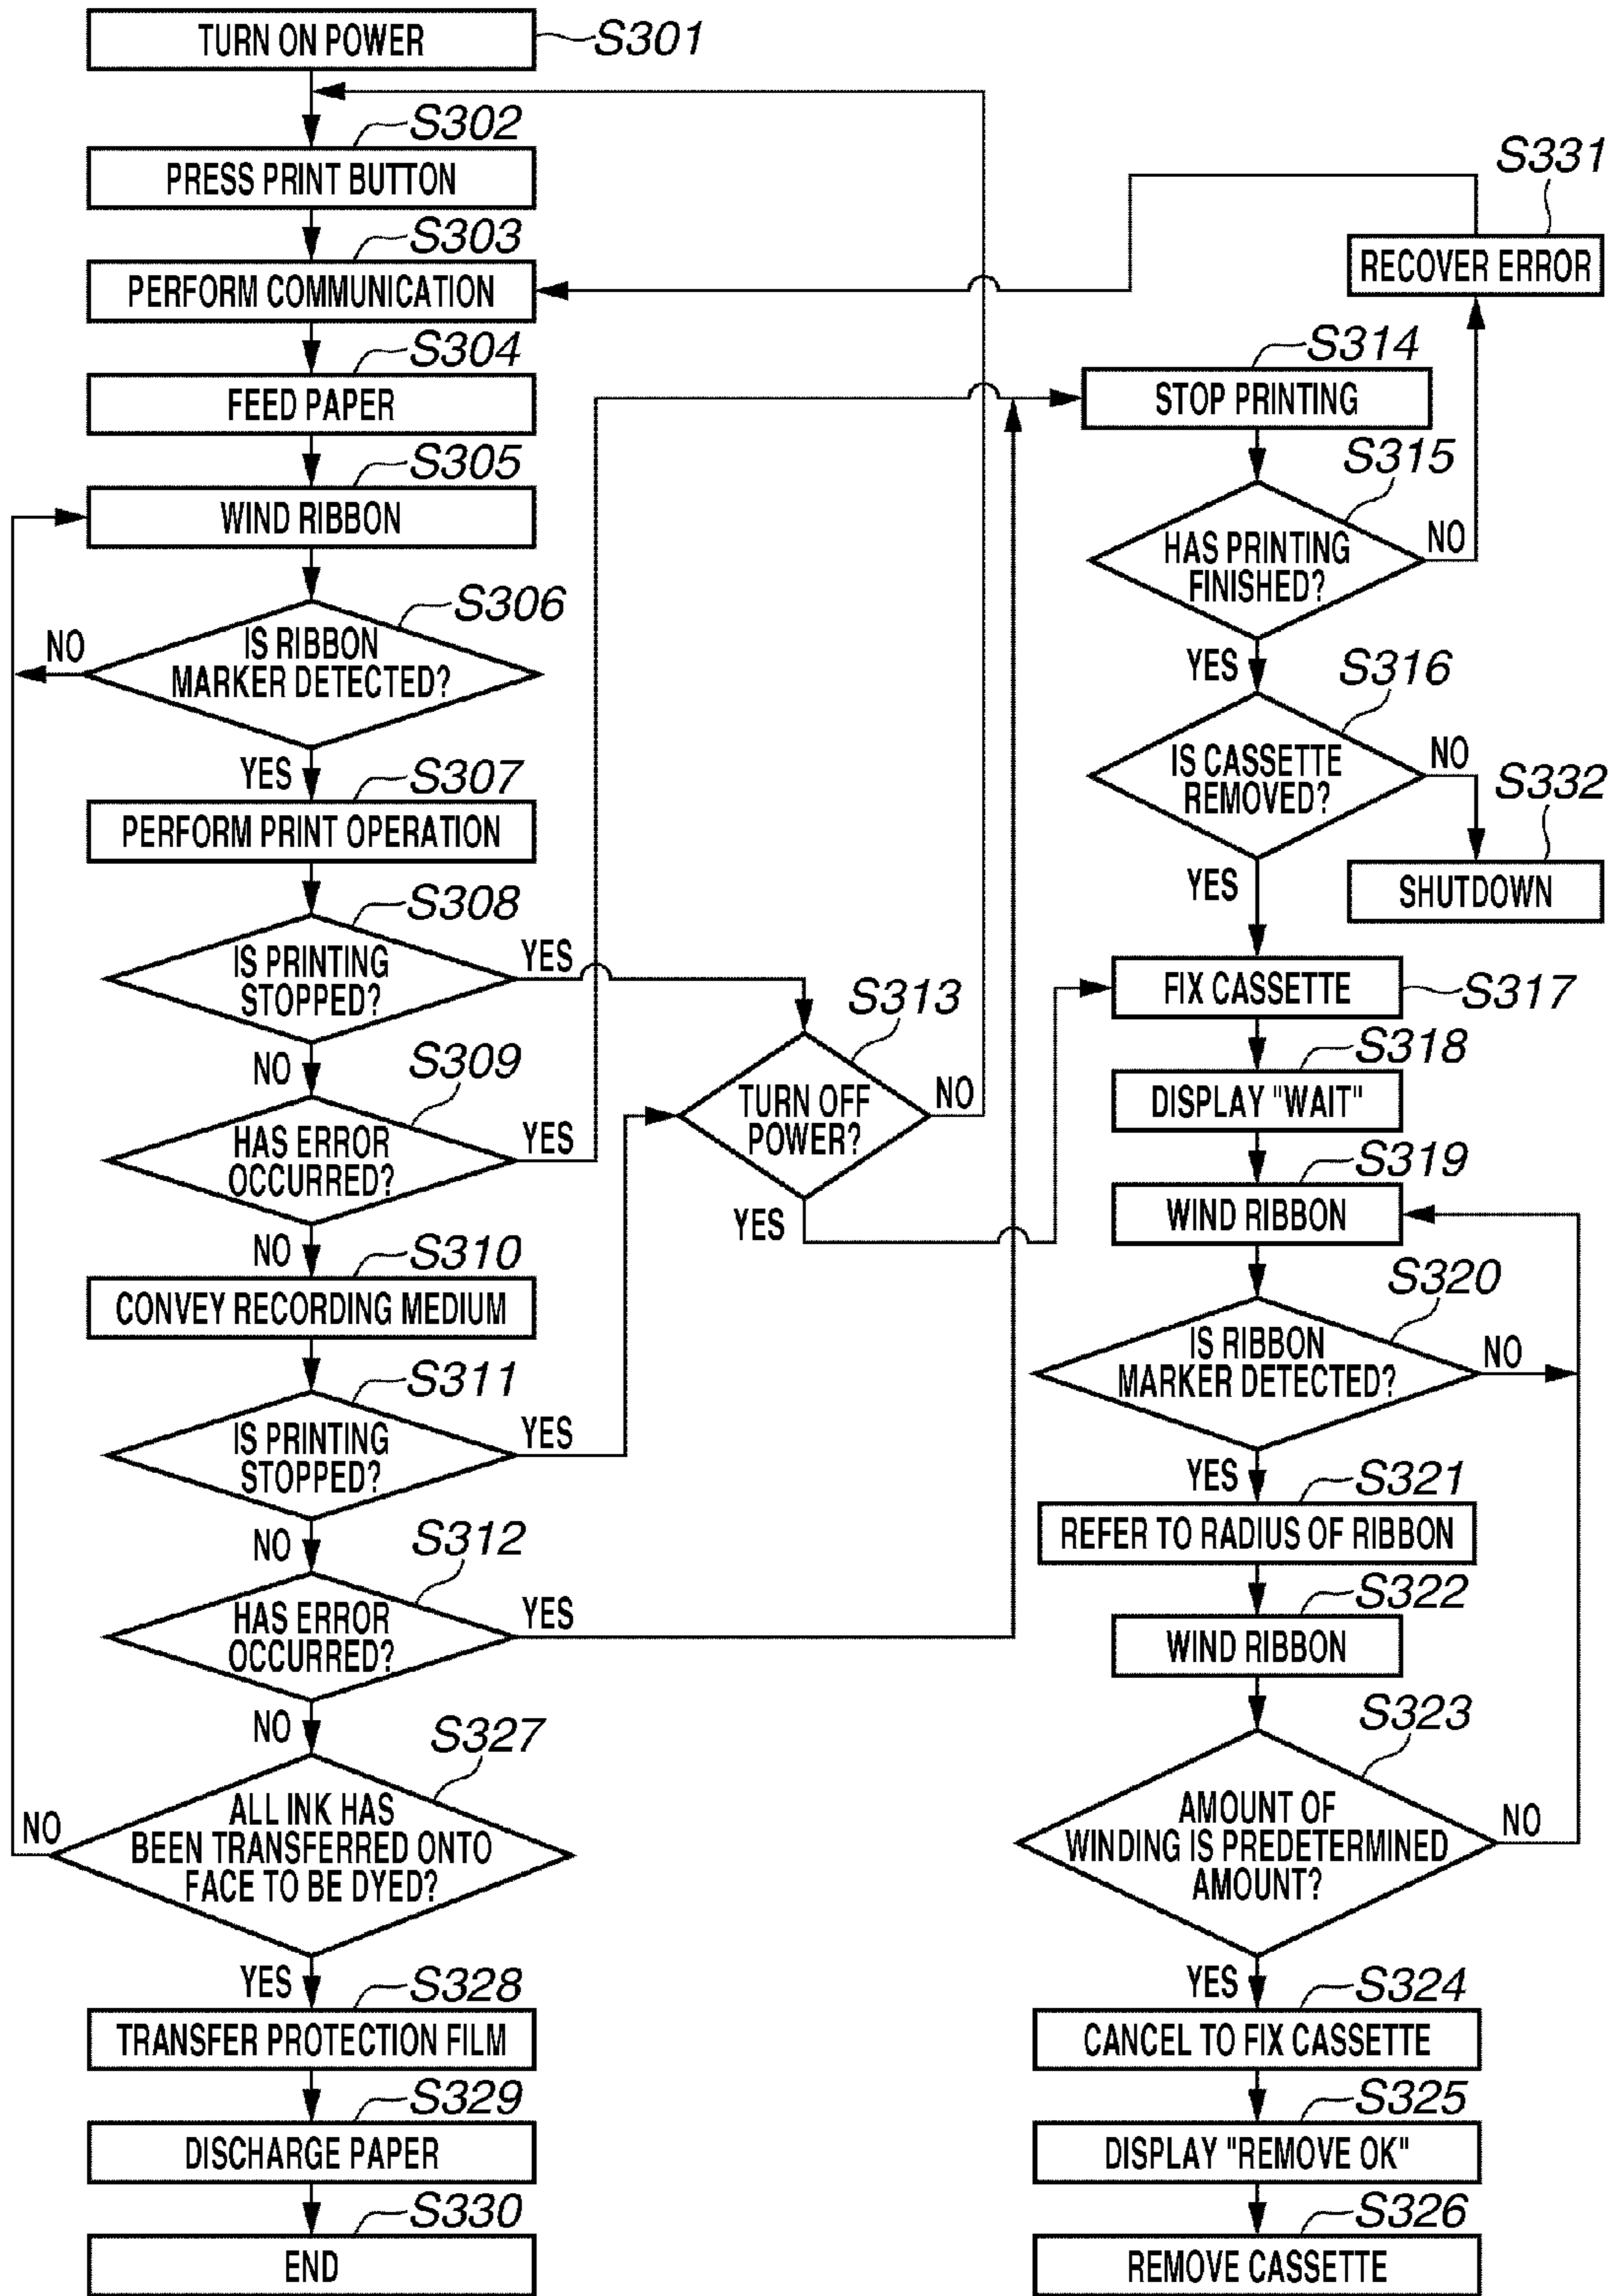 TURN ON POWER
S301
S302
PRESS PRINT BUTTON
S303
PERFORM COMMUNICATION
S304
FEED PAPER
S305
WIND RIBBON
S306
IS RIBBON
MARKER DETECTED?
NO
YES
S307
PERFORM PRINT OPERATION
S308
IS PRINTING
STOPPED?
YES
NO
S309
HAS ERROR
OCCURRED?
YES
NO
S310
CONVEY RECORDING MEDIUM
S311
IS PRINTING
STOPPED?
YES
NO
S312
HAS ERROR
OCCURRED?
YES
NO
S327
ALL INK HAS
BEEN TRANSFERRED ONTO
FACE TO BE DYED?
NO
YES
S328
TRANSFER PROTECTION FILM
S329
DISCHARGE PAPER
S330
END
S313
TURN OFF
POWER?
NO
YES
S331
RECOVER ERROR
S314
STOP PRINTING
S315
HAS PRINTING
FINISHED?
NO
YES
S316
IS CASSETTE
REMOVED?
NO
S332
SHUTDOWN
YES
FIX CASSETTE
S317
S318
DISPLAY "WAIT"
S319
WIND RIBBON
S320
IS RIBBON
MARKER DETECTED?
NO
YES
S321
REFER TO RADIUS OF RIBBON
S322
WIND RIBBON
S323
AMOUNT OF
WINDING IS PREDETERMINED
AMOUNT?
NO
YES
S324
CANCEL TO FIX CASSETTE
S325
DISPLAY "REMOVE OK"
S326
REMOVE CASSETTE